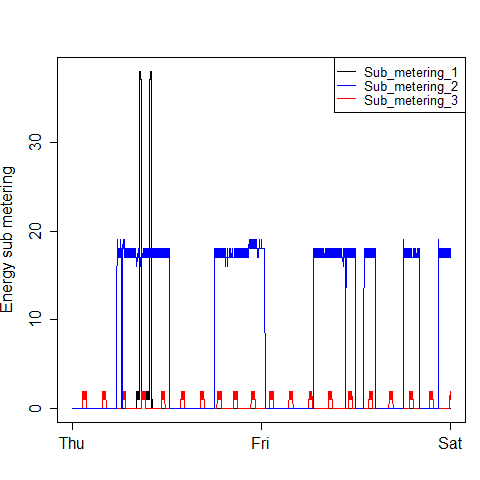 Sub_metering_1
Sub_metering_2
Sub_metering_3
Energy sub metering
30
20
10
0
Thu Fri Sat